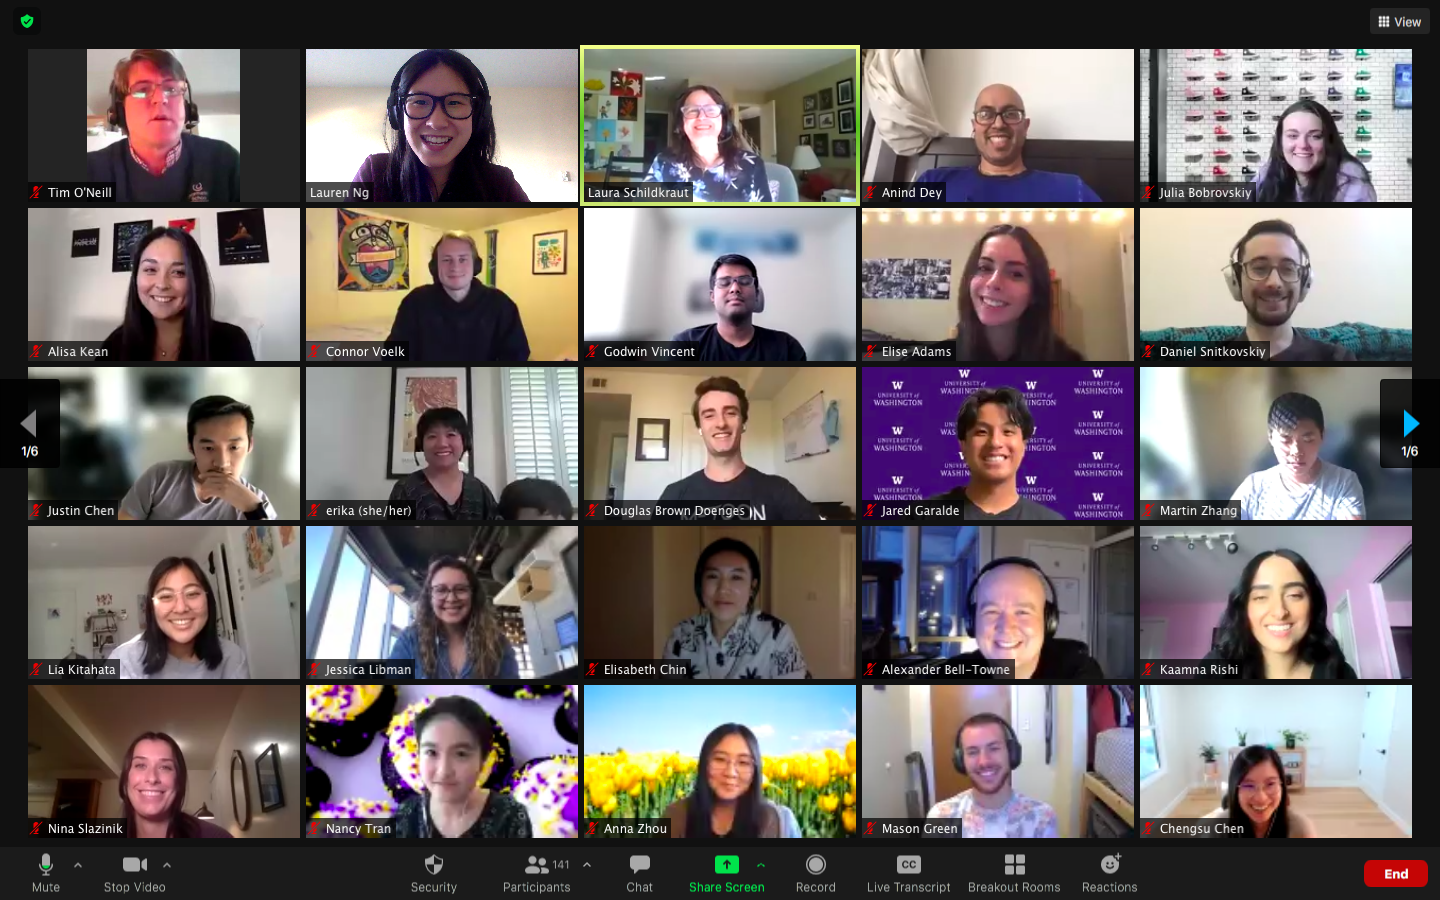 View
Tim O'Neill
Lauren Ng
Laura Schildkraut
Anind Dey
Julia Bobrovskiy
Alisa Kean
Connor Voelk
Godwin Vincent
Elise Adams
Daniel Snitkovskiy
1/6
Justin Chen
erika (she/her)
Douglas Brown Doenges
W
UNIVERSITY of
WASHINGTON
Jared Garalde
Martin Zhang
1/6
Lia Kitahata
Jessica Libman
Elisabeth Chin
Alexander Bell-Towne
Kaamna Rishi
Nina Slazinik
Nancy Tran
Anna Zhou
Mason Green
Chengsu Chen
Mute
Stop Video
Security
Participants
141
Chat
Share Screen
Record
CC
Live Transcript
Breakout Rooms
Reactions
End